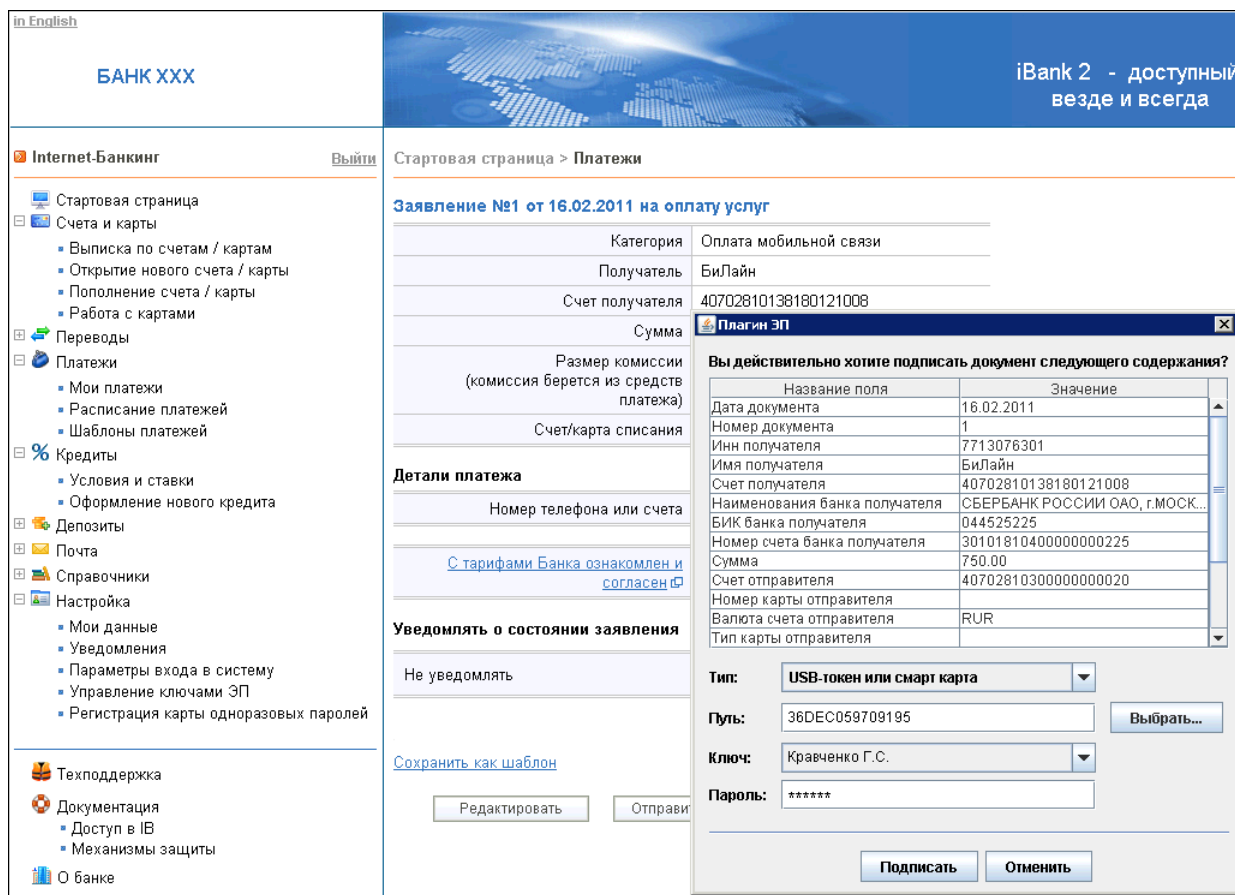 in English
БАНК XXX
iBank 2 - доступный
везде и всегда
Internet-Банкинг
Выйти
Стартовая страница
Счета и карты
Выписка по счетам / картам
Открытие нового счета / карты
Пополнение счета / карты
Работа с картами
Переводы
Платежи
Мои платежи
Расписание платежей
Шаблоны платежей
Кредиты
Условия и ставки
Оформление нового кредита
Депозиты
Почта
Справочники
Настройка
Мои данные
Уведомления
Параметры входа в систему
Управление ключами ЭП
Регистрация карты одноразовых паролей
Техподдержка
Документация
Доступ в IB
Механизмы защиты
О банке
Стартовая страница > Платежи
Заявление №1 от 16.02.2011 на оплату услуг
Категория Оплата мобильной связи
Получатель БиЛайн
Счет получателя 40702810138180121008
Сумма
Размер комиссии
(комиссия берется из средств
платежа)
Счет/карта списания
Детали платежа
Номер телефона или счета
С тарифами Банка ознакомлен и
согласен
Уведомлять о состоянии заявления
Не уведомлять
Сохранить как шаблон
Редактировать
Отправи
Плагин ЭП
Вы действительно хотите подписать документ следующего содержания?
Название поля Значение
Дата документа 16.02.2011
Номер документа 1
Инн получателя 7713076301
Имя получателя БиЛайн
Счет получателя 40702810138180121008
Наименования банка получателя СБЕРБАНК РОССИИ ОАО, г.МОСК...
БИК банка получателя 044525225
Номер счета банка получателя 30101810400000000225
Сумма 750.00
Счет отправителя 40702810300000000020
Номер карты отправителя
Валюта счета отправителя RUR
Тип карты отправителя
Тип: USB-токен или смарт карта
Путь: 36DEC059709195 Выбрать...
Ключ: Кравченко Г.С.
Пароль: ******
Подписать Отменить